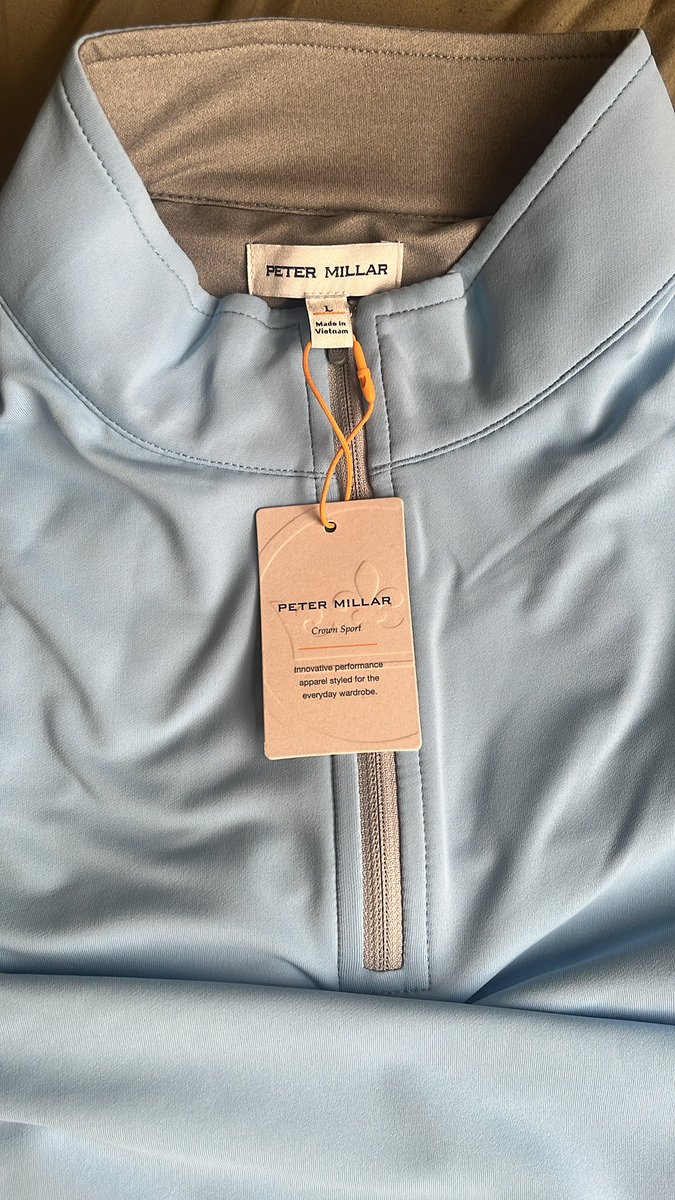 PETER MILLAR
L
Made in
Vietnam
PETER MILLAR
Crown Sport
Innovative performance
apparel styled for the
everyday wardrobe.